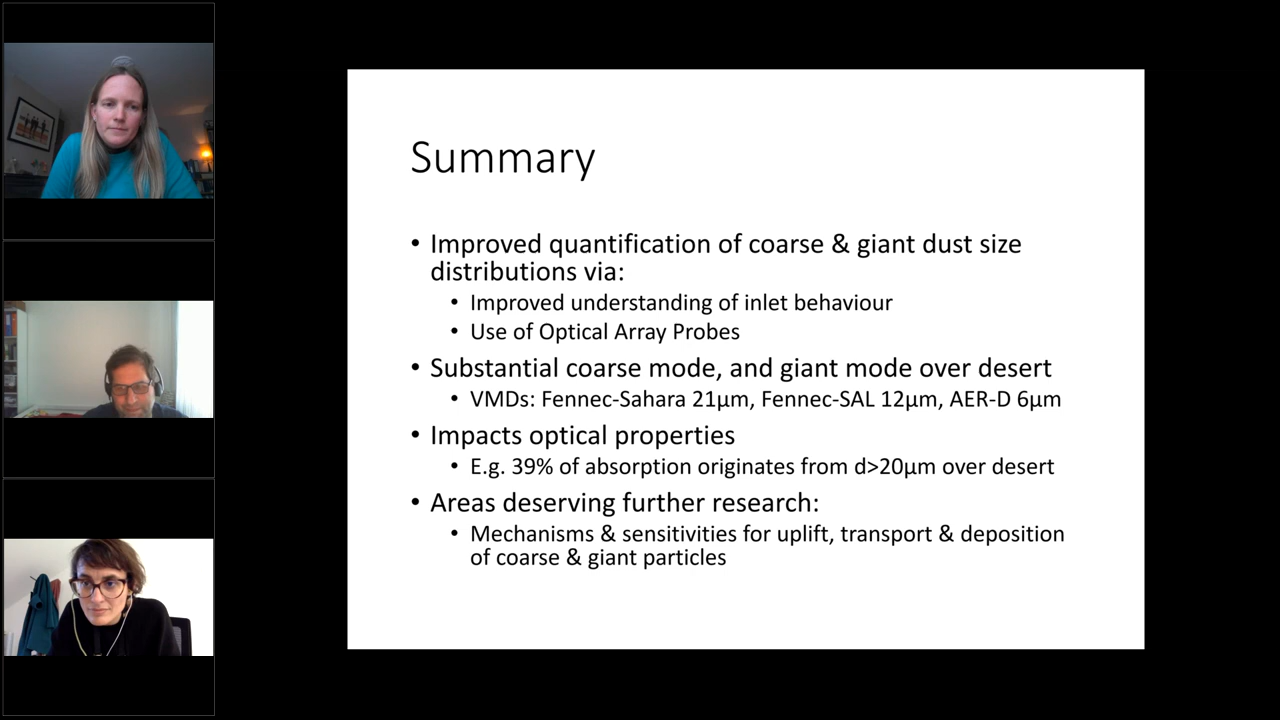 Summary
• Improved quantification of coarse & giant dust size
distributions via:
• Improved understanding of inlet behaviour
• Use of Optical Array Probes
• Substantial coarse mode, and giant mode over desert
• VMDs: Fennec-Sahara 21µm, Fennec-SAL 12µm, AER-D 6µm
• Impacts optical properties
• E.g. 39% of absorption originates from d>20µm over desert
• Areas deserving further research:
• Mechanisms & sensitivities for uplift, transport & deposition
of coarse & giant particles